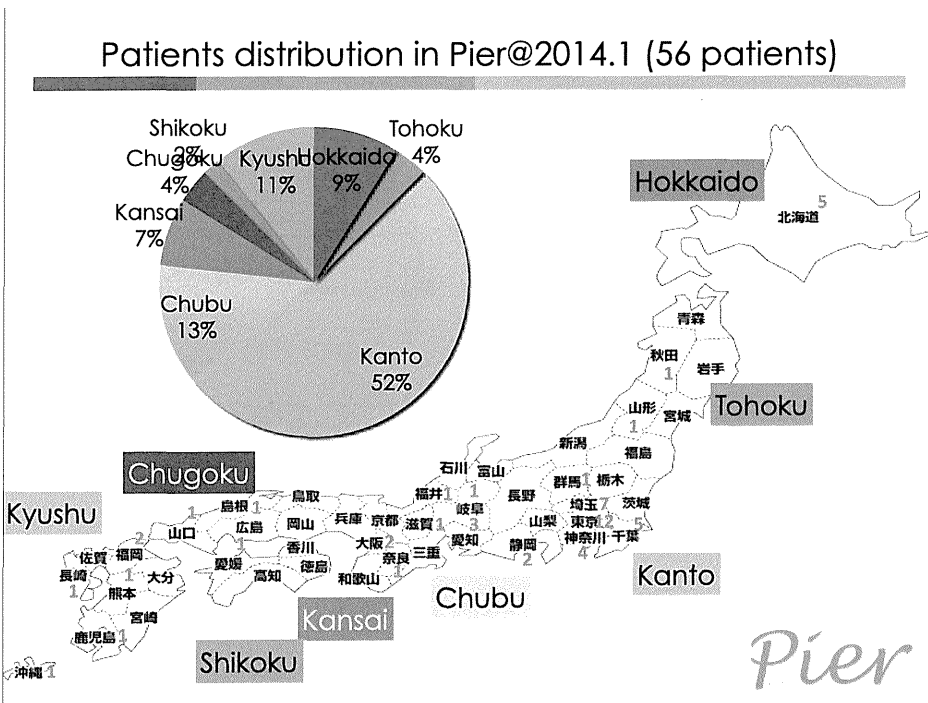 Patients distribution in Pier@2014.1 (56 patients)
Shikoku
2%
Chugoku
4%
Kyushu
11%
Hokkaido
9%
Tohoku
4%
Kansai
7%
Chubu
13%
Kanto
52%
Hokkaido
5
北海道
青森
秋田
1
岩手
Tohoku
山形
1
宮城
新潟
福島
石川
富山
1
福井 1
長野
群馬 1
栃木
Chugoku
鳥取
島根 1
1
岐阜
3
埼玉 7
茨城
Kyushu
山口
広島
1
岡山
兵庫
京都
滋賀 1
山梨
東京 12
5
2
佐賀
福岡
香川
大阪 2
愛知
静岡
2
神奈川
4
千葉
長崎
1
1
熊本
大分
愛媛
高知
徳島
奈良
1
三重
和歌山
宮崎
鹿児島 1
沖縄 1
Kansai
Chubu
Kanto
Shikoku
Pier